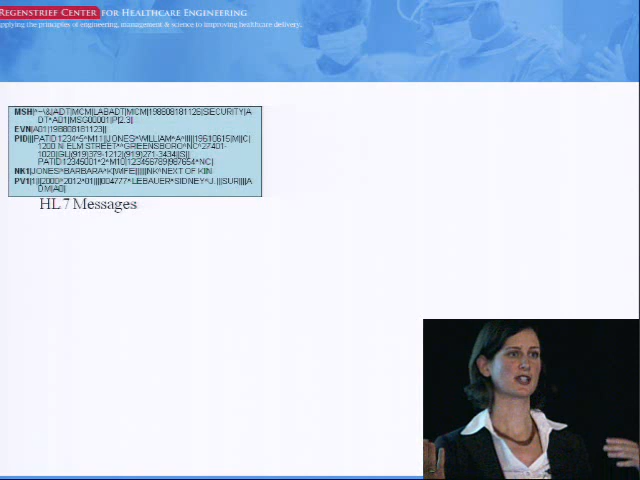 REGENSTRIEF CENTER FOR HEALTHCARE ENGINEERING
applying the principles of engineering, management & science to improving healthcare delivery.
MSH|^~\&|ADT|MCM|LABADT|MCM|198808181126|SECURITY|A
DT^A01|MSG00001|P|2.3|
EVN|A01|198808181123||
PID|||PATID1234^5^M11||JONES^WILLIAM^A^III||19610615|M||C|
1200 N ELM STREET^^GREENSBORO^NC^27401-
1020|GL|(919)379-1212|(919)271-3434||S||
PATID12345001^2^M10|123456789|987654^NC|
NK1|JONES^BARBARA^K|WIFE||||||NK^NEXT OF KIN
PV1|1|I|2000^2012^01||||004777^LEBAUER^SIDNEY^J.|||SUR||||A
DM|A0|
HL 7 Messages